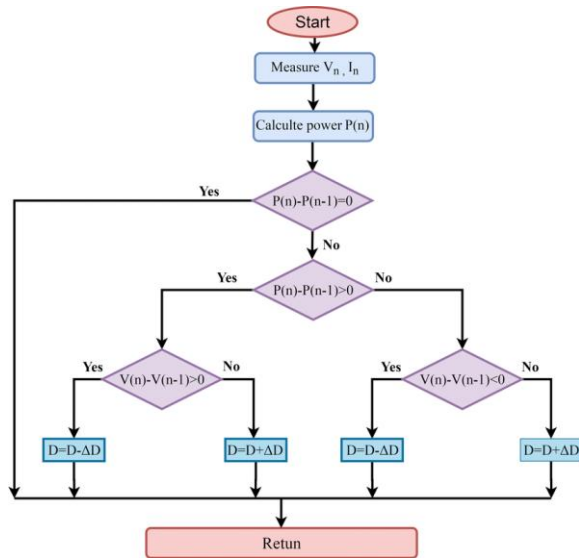 Start
Measure Vn , In
Calculte power P(n)
Yes
P(n)-P(n-1)=0
No
Yes
P(n)-P(n-1)>0
No
Yes
V(n)-V(n-1)>0
No
Yes
V(n)-V(n-1)<0
No
D=D-ΔD
D=D+ΔD
D=D-ΔD
D=D+ΔD
Retun